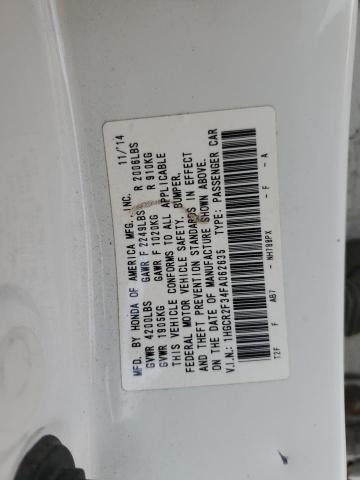 MFD. BY HONDA OF AMERICA MFG., INC. 11/14
GVWR 4200LBS GAWR F 2249LBS R 2006LBS
GVWR 1905KG GAWR F 1020KG R 910KG
THIS VEHICLE CONFORMS TO ALL APPLICABLE
FEDERAL MOTOR VEHICLE SAFETY, BUMPER,
AND THEFT PREVENTION STANDARDS IN EFFECT
ON THE DATE OF MANUFACTURE SHOWN ABOVE.
V.I.N.: 1HGCR2F34FA062635 TYPE: PASSENGER CAR
T2F F AB7 - NH788PX - F - A